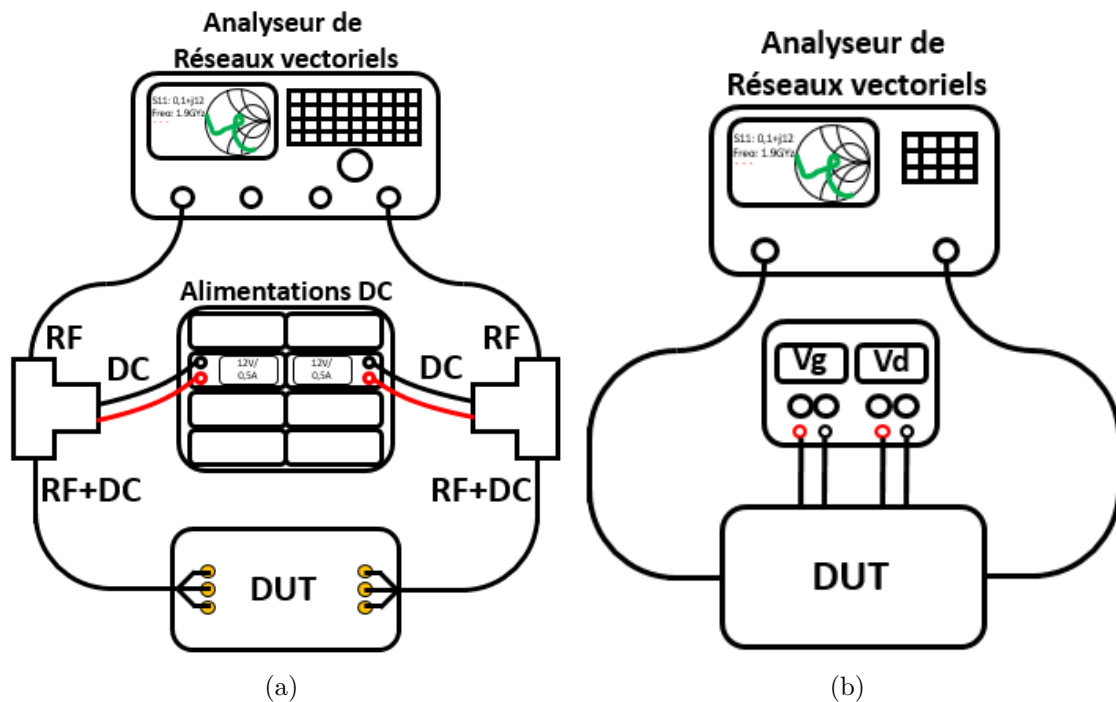 Analyseur de
Réseaux vectoriels
S11: 0,1+j12
Freq: 1.9GYz
Alimentations DC
RF
RF
DC
DC
12V/
0,5A
12V/
0,5A
RF+DC
RF+DC
DUT
(a)
Analyseur de
Réseaux vectoriels
S11: 0,1+j12
Freq: 1.9GYz
Vg
Vd
DUT
(b)